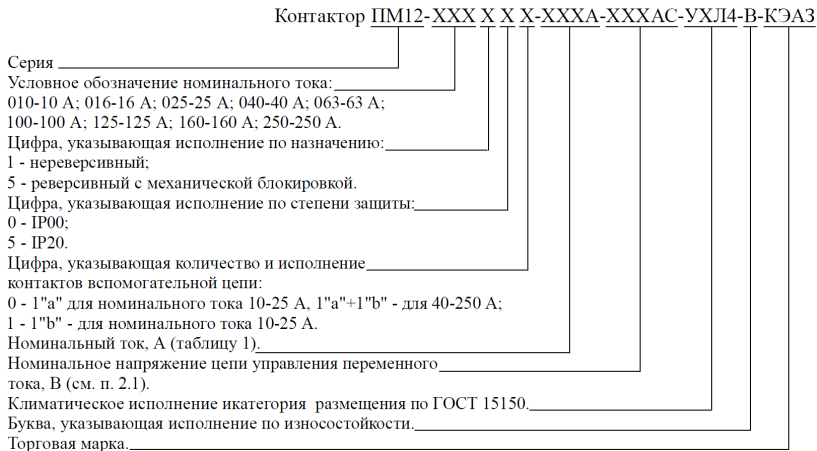 Контактор ПМ12-ХХХ Х Х Х-ХХХА-ХХХАС-УХЛ4-В-КЭАЗ
Серия
Условное обозначение номинального тока:
010-10 А; 016-16 А; 025-25 А; 040-40 А; 063-63 А;
100-100 А; 125-125 А; 160-160 А; 250-250 А.
Цифра, указывающая исполнение по назначению:
1 - нереверсивный;
5 - реверсивный с механической блокировкой.
Цифра, указывающая исполнение по степени защиты:
0 - IP00;
5 - IP20.
Цифра, указывающая количество и исполнение
контактов вспомогательной цепи:
0 - 1"a" для номинального тока 10-25 А, 1"a"+1"b" - для 40-250 А;
1 - 1"b" - для номинального тока 10-25 А.
Номинальный ток, А (таблицу 1).
Номинальное напряжение цепи управления переменного
тока, В (см. п. 2.1).
Климатическое исполнение икатегория размещения по ГОСТ 15150.
Буква, указывающая исполнение по износостойкости.
Торговая марка.